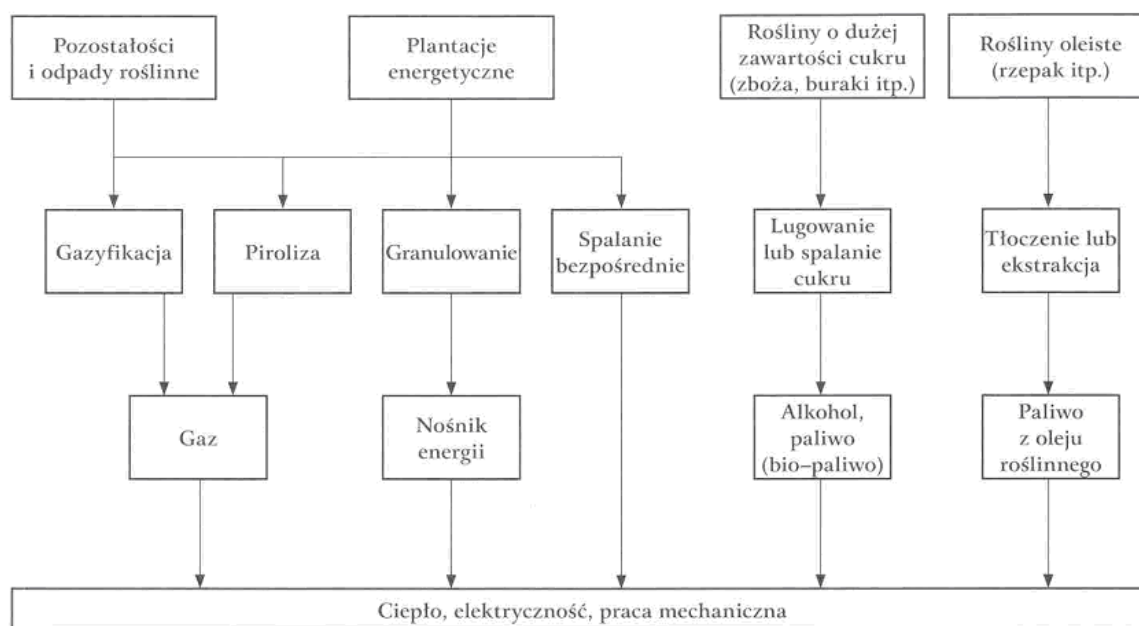 Pozostałości
i odpady roślinne
Plantacje
energetyczne
Rośliny o dużej
zawartości cukru
(zboża, buraki itp.)
Rośliny oleiste
(rzepak itp.)
Gazyfikacja
Piroliza
Granulowanie
Spalanie
bezpośrednie
Lugowanie
lub spalanie
cukru
Tłoczenie lub
ekstrakcja
Gaz
Nośnik
energii
Alkohol,
paliwo
(bio–paliwo)
Paliwo
z oleju
roślinnego
Ciepło, elektryczność, praca mechaniczna